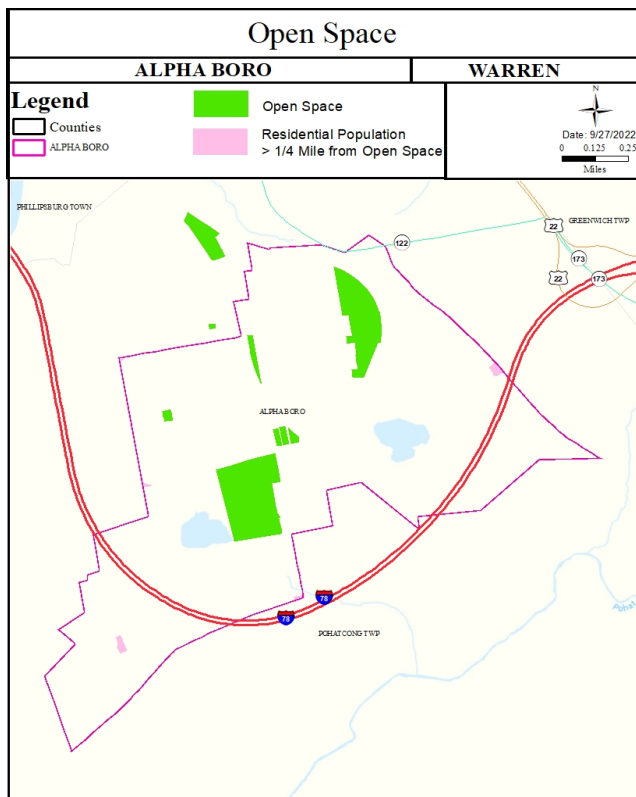 Open Space
ALPHA BORO
WARREN
Legend
Counties
ALPHA BORO
Open Space
Residential Population
> 1/4 Mile from Open Space
N
Date: 9/27/2022
0 0.125 0.25
Miles
PHILLIPSBURG TOWN
GREENWICH TWP
22
122
173
22
173
ALPHA BORO
78
78
POHATCONG TWP